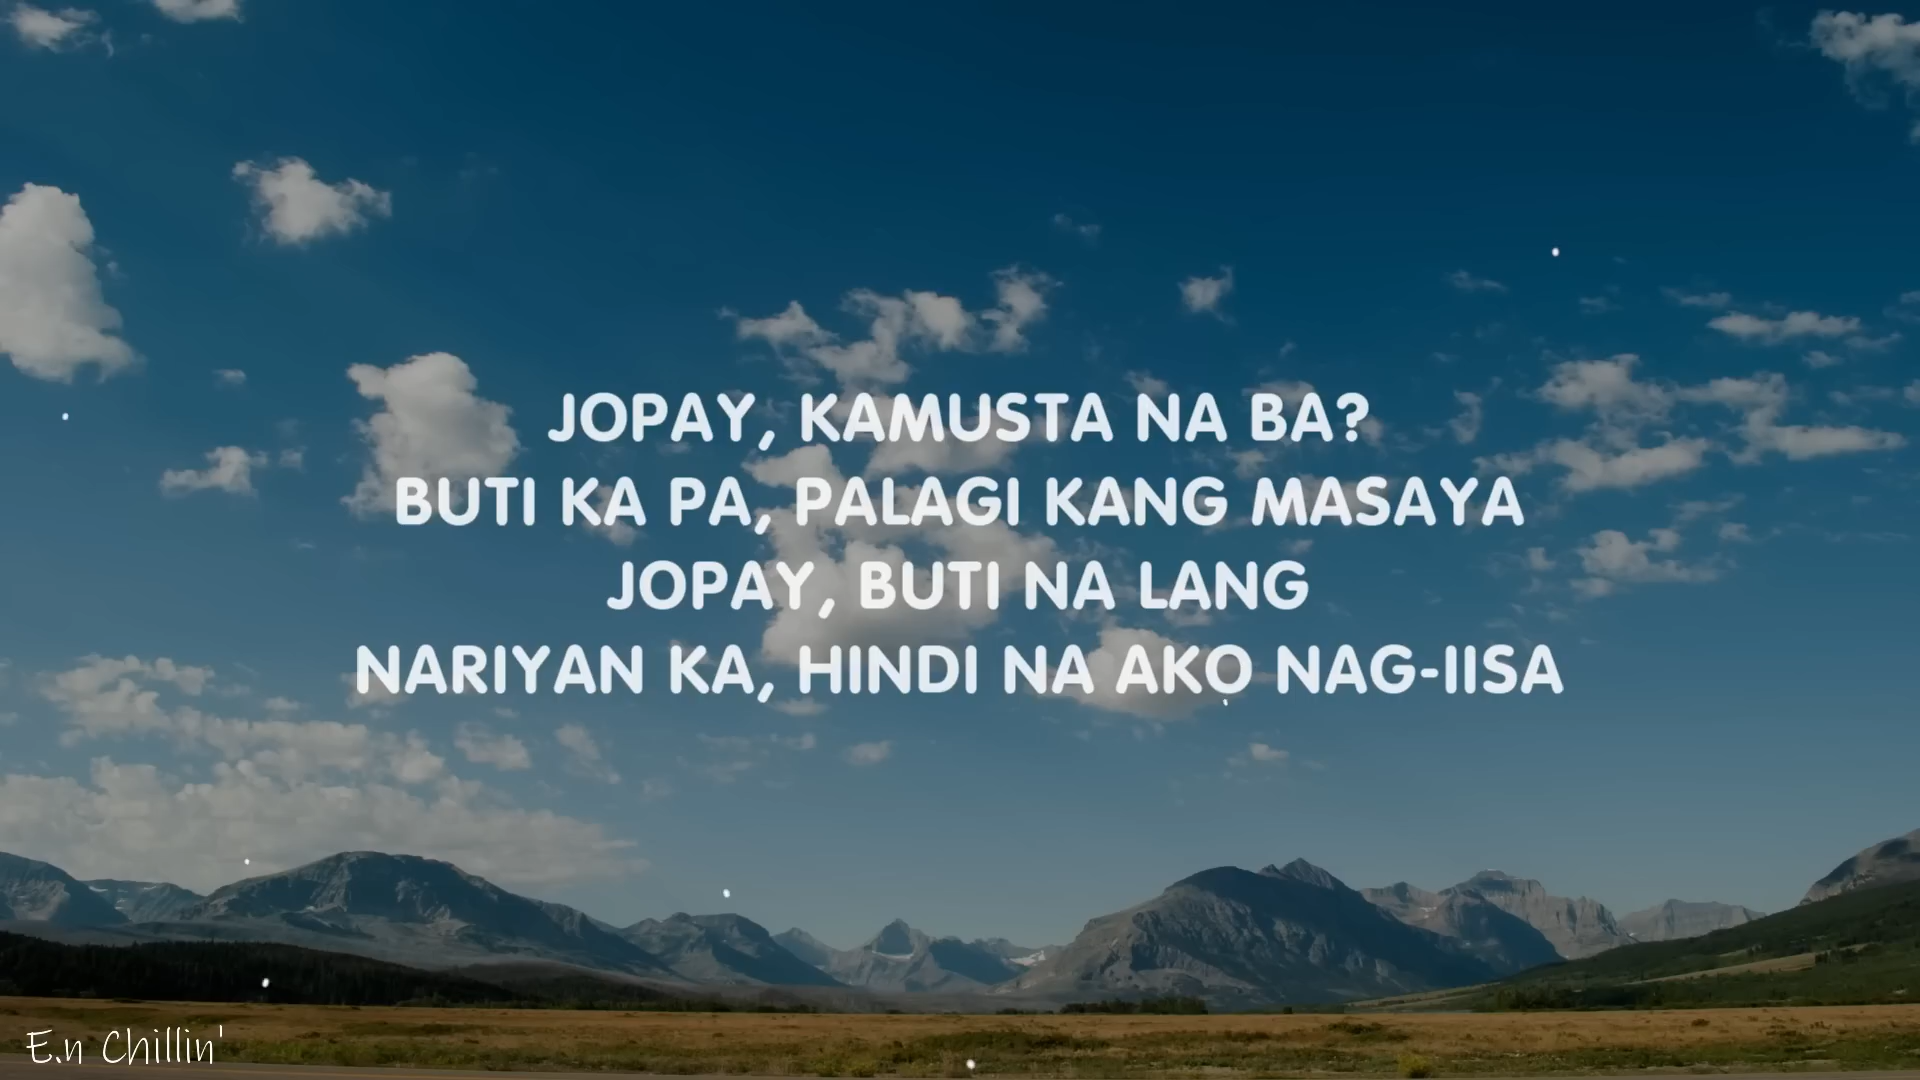 JOPAY, KAMUSTA NA BA?
BUTI KA PA, PALAGI KANG MASAYA
JOPAY, BUTI NA LANG
NARIYAN KA, HINDI NA AKO NAG-IISA
E.n Chillin'